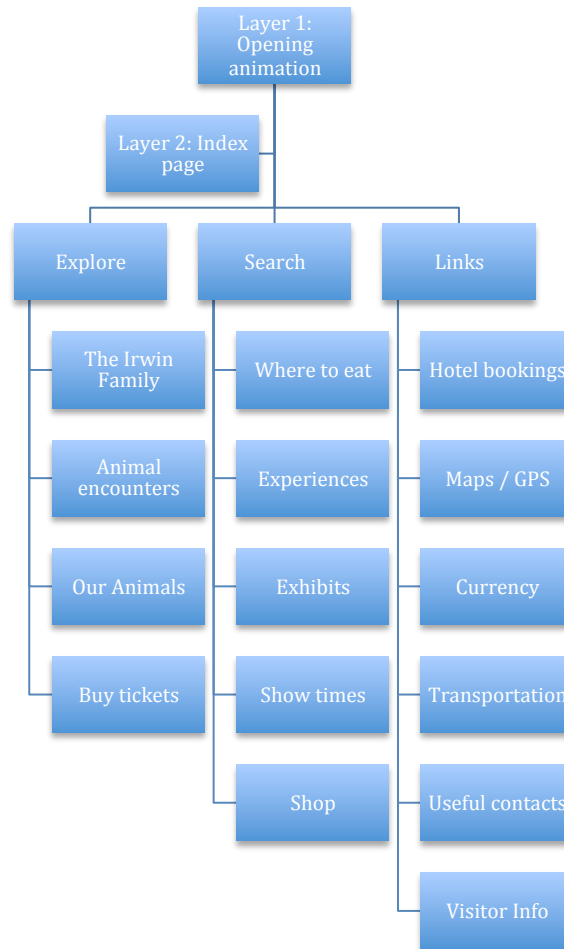 Layer 1:
Opening
animation
Layer 2: Index
page
Explore
Search
Links
The Irwin
Family
Where to eat
Hotel bookings
Animal
encounters
Experiences
Maps / GPS
Our Animals
Exhibits
Currency
Buy tickets
Show times
Transportation
Shop
Useful contacts
Visitor Info